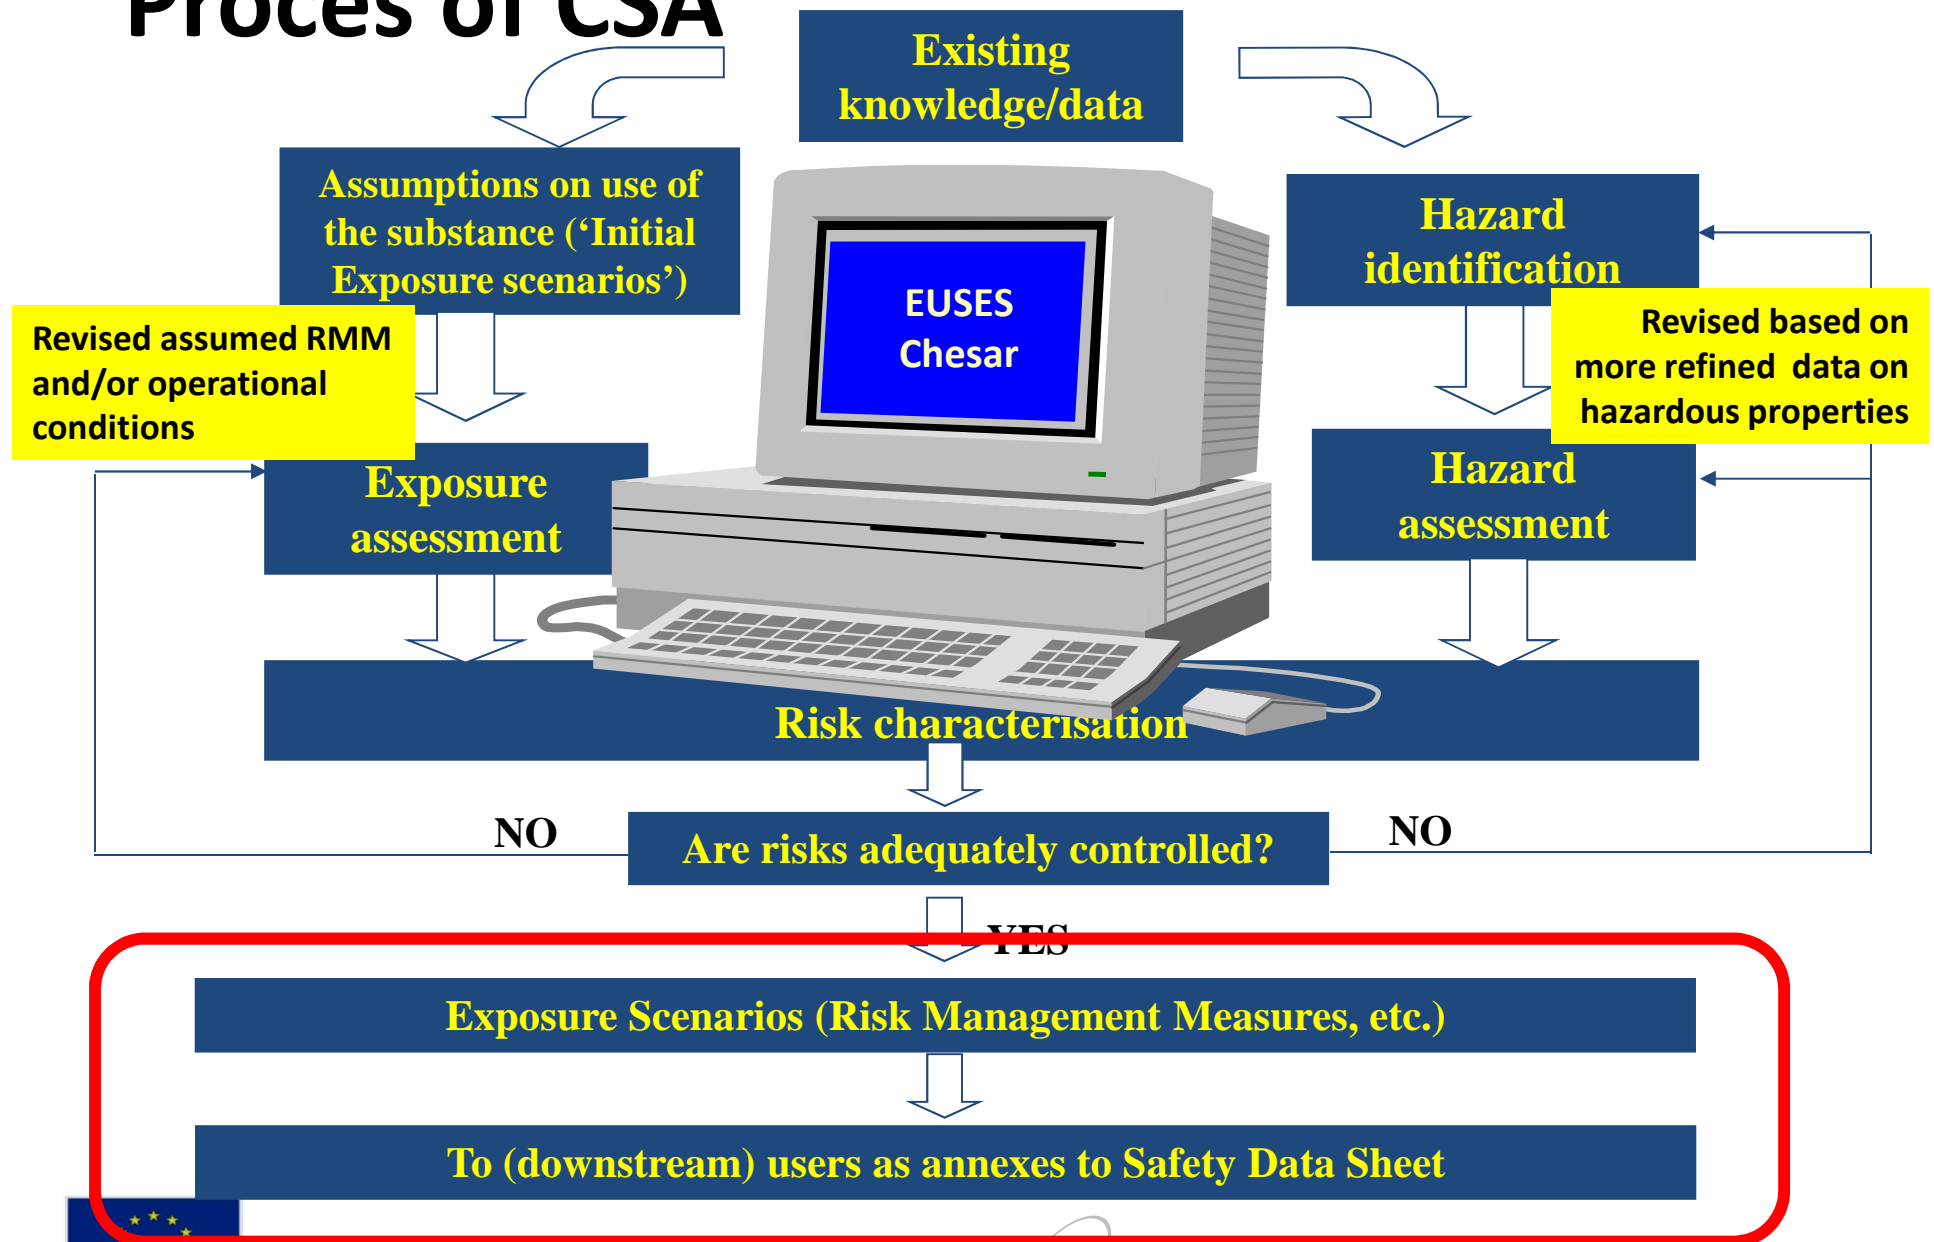 Proces of CSA
Existing
knowledge/data
Assumptions on use of
the substance (‘Initial
Exposure scenarios’)
Hazard
identification
EUSES
Chesar
Revised assumed RMM
and/or operational
conditions
Revised based on
more refined data on
hazardous properties
Exposure
assessment
Hazard
assessment
Risk characterisation
NO
Are risks adequately controlled?
NO
YES
Exposure Scenarios (Risk Management Measures, etc.)
To (downstream) users as annexes to Safety Data Sheet